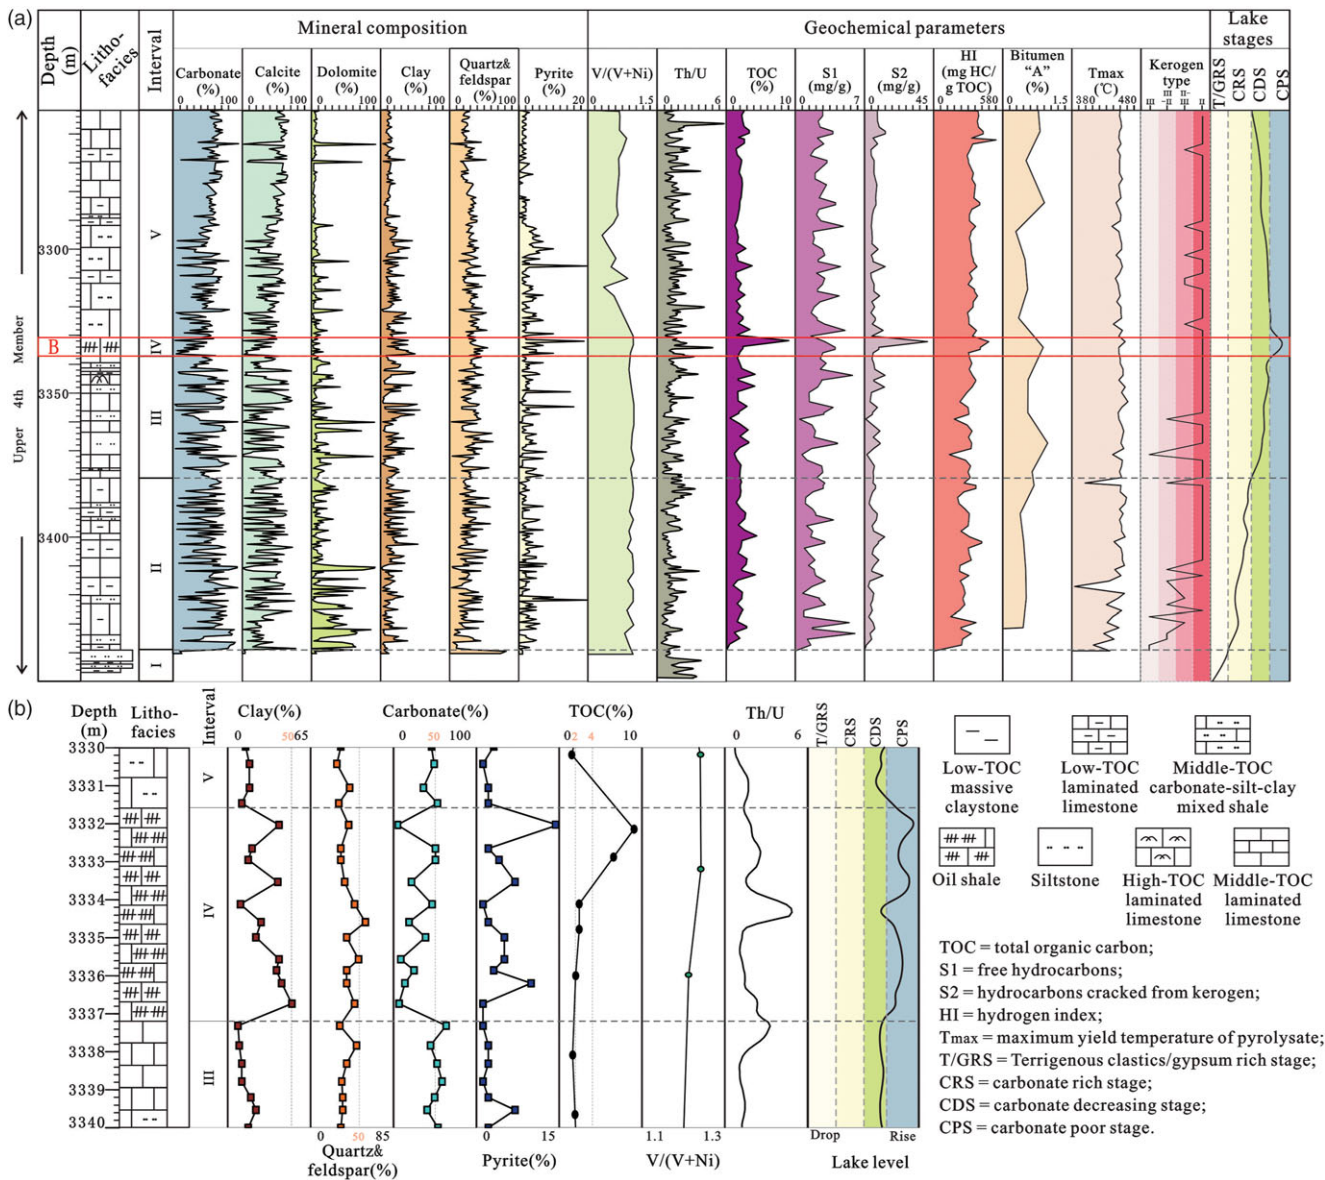 (a)
Depth (m)
Litho-facies
Interval
Mineral composition
Geochemical parameters
Lake stages
Carbonate (%)
0 100
Calcite (%)
0 100
Dolomite (%)
0 100
Clay (%)
0 100
Quartz& feldspar (%)
0 100
Pyrite (%)
0 20
V/(V+Ni)
0 1.5
Th/U
0 6
TOC (%)
0 10
S1 (mg/g)
0 7
S2 (mg/g)
0 45
HI (mg HC/ g TOC)
0 580
Bitumen "A" (%)
0 1.5
Tmax (℃)
380 480
Kerogen type
T/GRS
CRS
CDS
CPS
3300
3350
3400
B
Upper 4th Member
V
IV
III
II
I
(b)
Depth (m)
Litho-facies
Interval
Clay(%)
0 50 65
Carbonate(%)
0 50 100
TOC(%)
0 2 4 10
Th/U
0 6
T/GRS
CRS
CDS
CPS
3330
3331
3332
3333
3334
3335
3336
3337
3338
3339
3340
V
IV
III
0 50 85
Quartz& feldspar(%)
0 15
Pyrite(%)
1.1 1.3
V/(V+Ni)
Drop Rise
Lake level
Low-TOC massive claystone
Low-TOC laminated limestone
Middle-TOC carbonate-silt-clay mixed shale
Oil shale
Siltstone
High-TOC laminated limestone
Middle-TOC laminated limestone
TOC = total organic carbon;
S1 = free hydrocarbons;
S2 = hydrocarbons cracked from kerogen;
HI = hydrogen index;
Tmax = maximum yield temperature of pyrolysate;
T/GRS = Terrigenous clastics/gypsum rich stage;
CRS = carbonate rich stage;
CDS = carbonate decreasing stage;
CPS = carbonate poor stage.